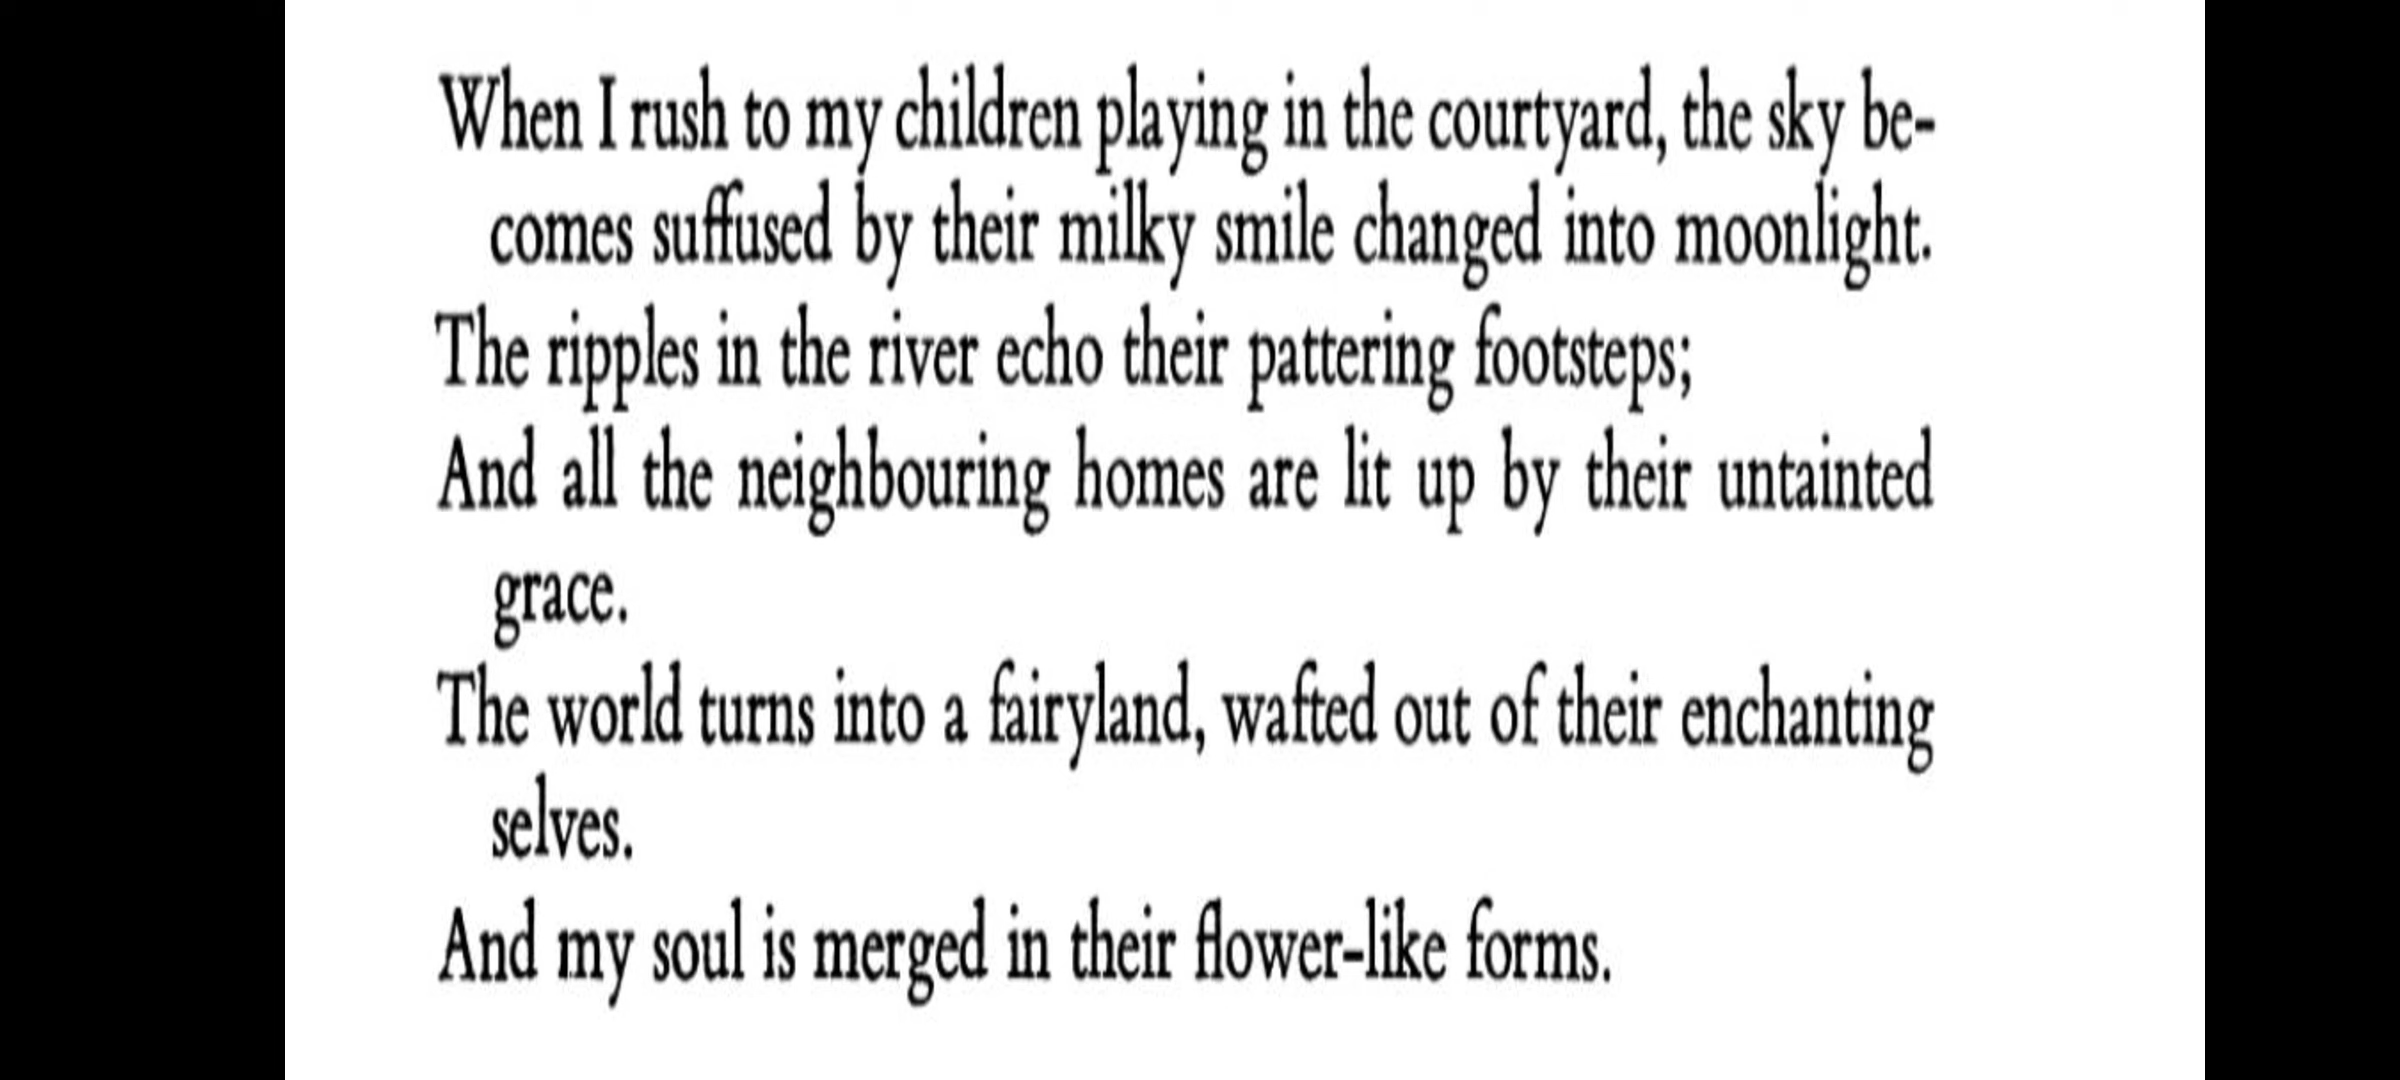 When I rush to my children playing in the courtyard, the sky be-
comes suffused by their milky smile changed into moonlight.
The ripples in the river echo their pattering footsteps;
And all the neighbouring homes are lit up by their untainted
grace.
The world turns into a fairyland, wafted out of their enchanting
selves.
And my soul is merged in their flower-like forms.